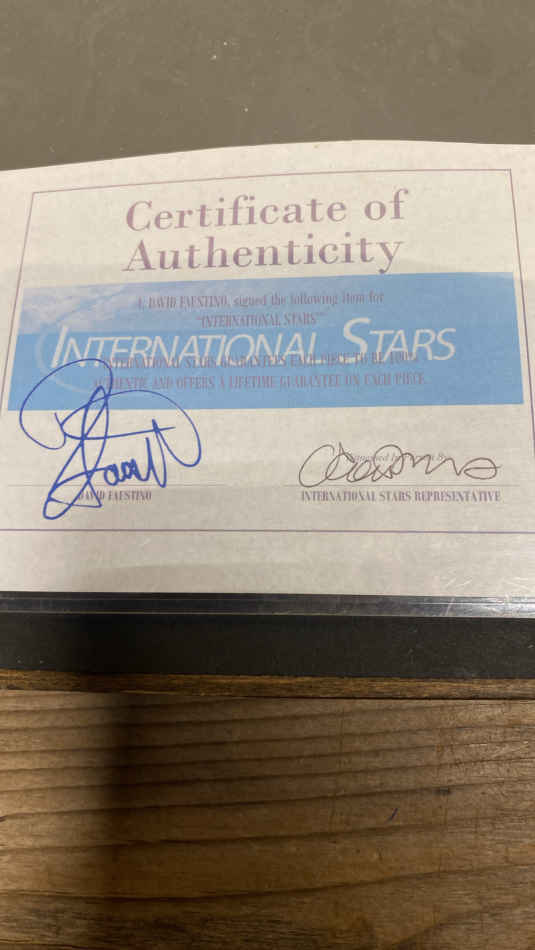 Certificate of
Authenticity
I, DAVID FAUSTINO, signed the following item for
"INTERNATIONAL STARS"
INTERNATIONAL STARS
INTERNATIONAL STARS GUARANTEES EACH PIECE TO BE 100%
AUTHENTIC AND OFFERS A LIFETIME GUARANTEE ON EACH PIECE.
By
DAVID FAUSTINO
INTERNATIONAL STARS REPRESENTATIVE